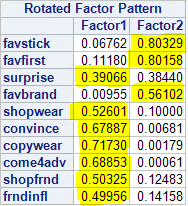 Rotated Factor Pattern
Factor1 Factor2
favstick 0.06762 0.80329
favfirst 0.11180 0.80158
surprise 0.39066 0.38440
favbrand 0.00955 0.56102
shopwear 0.52601 0.10000
convince 0.67887 0.00681
copywear 0.71730 0.00179
come4adv 0.68853 0.00061
shopfrnd 0.50325 0.12483
frndinfl 0.49956 0.14158